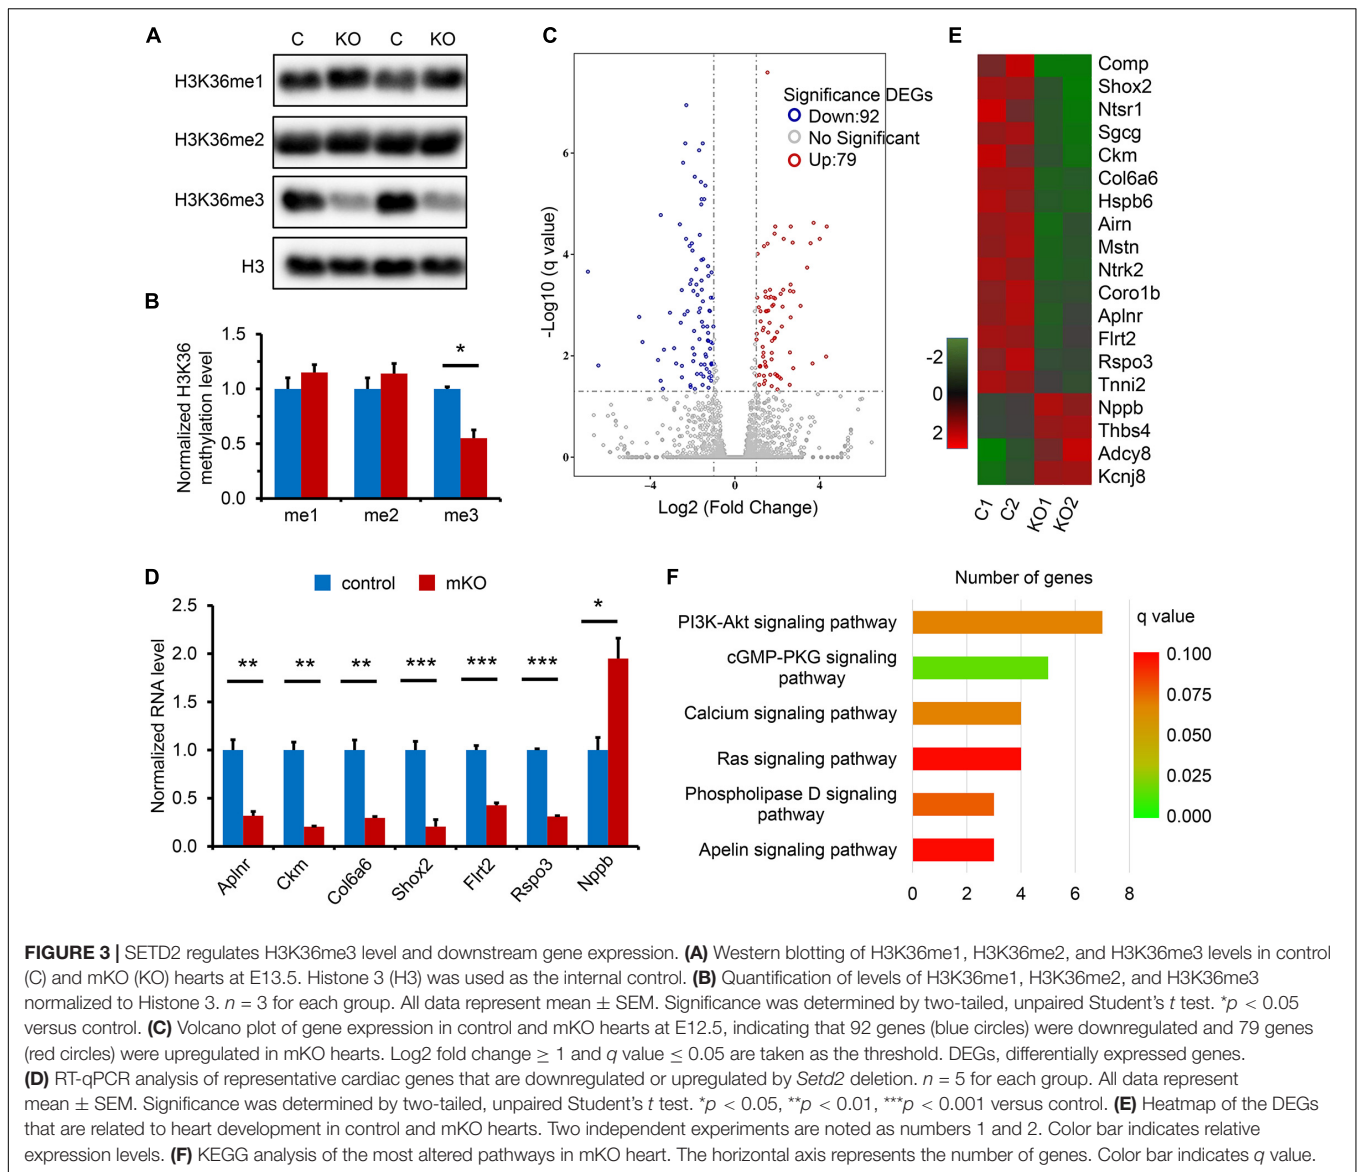 A
C KO C KO
H3K36me1
H3K36me2
H3K36me3
H3
B
Normalized H3K36
methylation level
1.5
1.0
0.5
0.0
*
me1 me2 me3
C
-Log10 (q value)
6
4
2
0
Significance DEGs
Down:92
No Significant
Up:79
−4 0 4
Log2 (Fold Change)
E
Comp
Shox2
Ntsr1
Sgcg
Ckm
Col6a6
Hspb6
Airn
Mstn
Ntrk2
Coro1b
Aplnr
Flrt2
Rspo3
Tnni2
Nppb
Thbs4
Adcy8
Kcnj8
-2
0
2
C1 C2 KO1 KO2
D
control mKO
Normalized RNA level
2.5
2.0
1.5
1.0
0.5
0.0
** ** ** *** *** *** *
Aplnr Ckm Col6a6 Shox2 Flrt2 Rspo3 Nppb
F
Number of genes
PI3K-Akt signaling pathway
cGMP-PKG signaling
pathway
Calcium signaling pathway
Ras signaling pathway
Phospholipase D signaling
pathway
Apelin signaling pathway
0 2 4 6 8
q value
0.100
0.075
0.050
0.025
0.000
FIGURE 3 | SETD2 regulates H3K36me3 level and downstream gene expression. (A) Western blotting of H3K36me1, H3K36me2, and H3K36me3 levels in control
(C) and mKO (KO) hearts at E13.5. Histone 3 (H3) was used as the internal control. (B) Quantification of levels of H3K36me1, H3K36me2, and H3K36me3
normalized to Histone 3. n = 3 for each group. All data represent mean ± SEM. Significance was determined by two-tailed, unpaired Student's t test. *p < 0.05
versus control. (C) Volcano plot of gene expression in control and mKO hearts at E12.5, indicating that 92 genes (blue circles) were downregulated and 79 genes
(red circles) were upregulated in mKO hearts. Log2 fold change ≥ 1 and q value ≤ 0.05 are taken as the threshold. DEGs, differentially expressed genes.
(D) RT-qPCR analysis of representative cardiac genes that are downregulated or upregulated by Setd2 deletion. n = 5 for each group. All data represent
mean ± SEM. Significance was determined by two-tailed, unpaired Student's t test. *p < 0.05, **p < 0.01, ***p < 0.001 versus control. (E) Heatmap of the DEGs
that are related to heart development in control and mKO hearts. Two independent experiments are noted as numbers 1 and 2. Color bar indicates relative
expression levels. (F) KEGG analysis of the most altered pathways in mKO heart. The horizontal axis represents the number of genes. Color bar indicates q value.